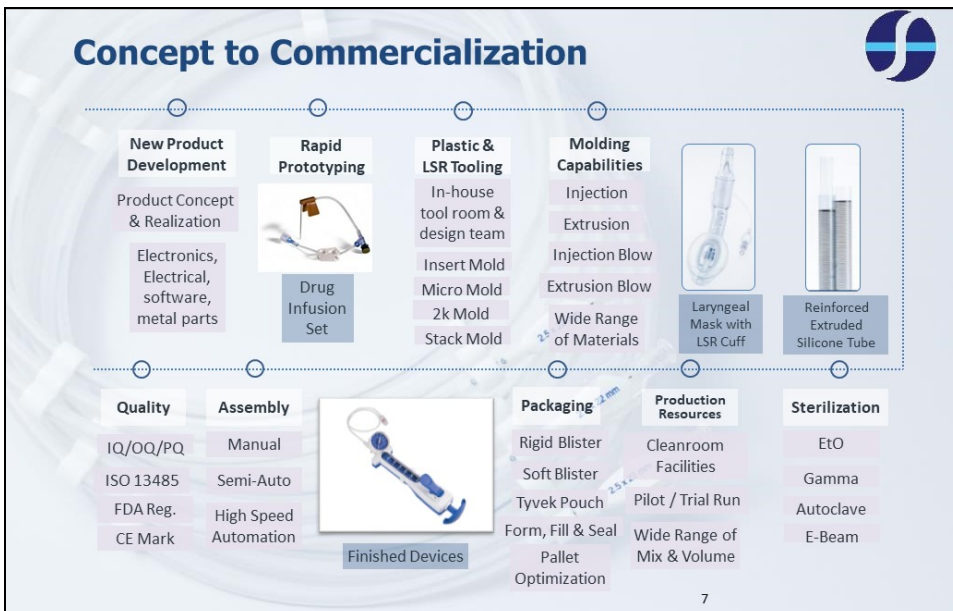 Concept to Commercialization
New Product
Development
Product Concept
& Realization
Electronics,
Electrical,
software,
metal parts
Rapid
Prototyping
Drug
Infusion
Set
Plastic &
LSR Tooling
In-house
tool room &
design team
Insert Mold
Micro Mold
2k Mold
Stack Mold
Molding
Capabilities
Injection
Extrusion
Injection Blow
Extrusion Blow
Wide Range
of Materials
Laryngeal
Mask with
LSR Cuff
Reinforced
Extruded
Silicone Tube
Quality
IQ/OQ/PQ
ISO 13485
FDA Reg.
CE Mark
Assembly
Manual
Semi-Auto
High Speed
Automation
Finished Devices
Packaging
Rigid Blister
Soft Blister
Tyvek Pouch
Form, Fill & Seal
Pallet
Optimization
Production
Resources
Cleanroom
Facilities
Pilot / Trial Run
Wide Range of
Mix & Volume
Sterilization
EtO
Gamma
Autoclave
E-Beam
7